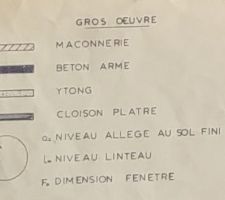 GROS OEUVRE
MACONNERIE
BETON ARME
YTONG
CLOISON PLATRE
a. NIVEAU ALLEGE AU SOL FINI
L. NIVEAU LINTEAU
F. DIMENSION FENETRE